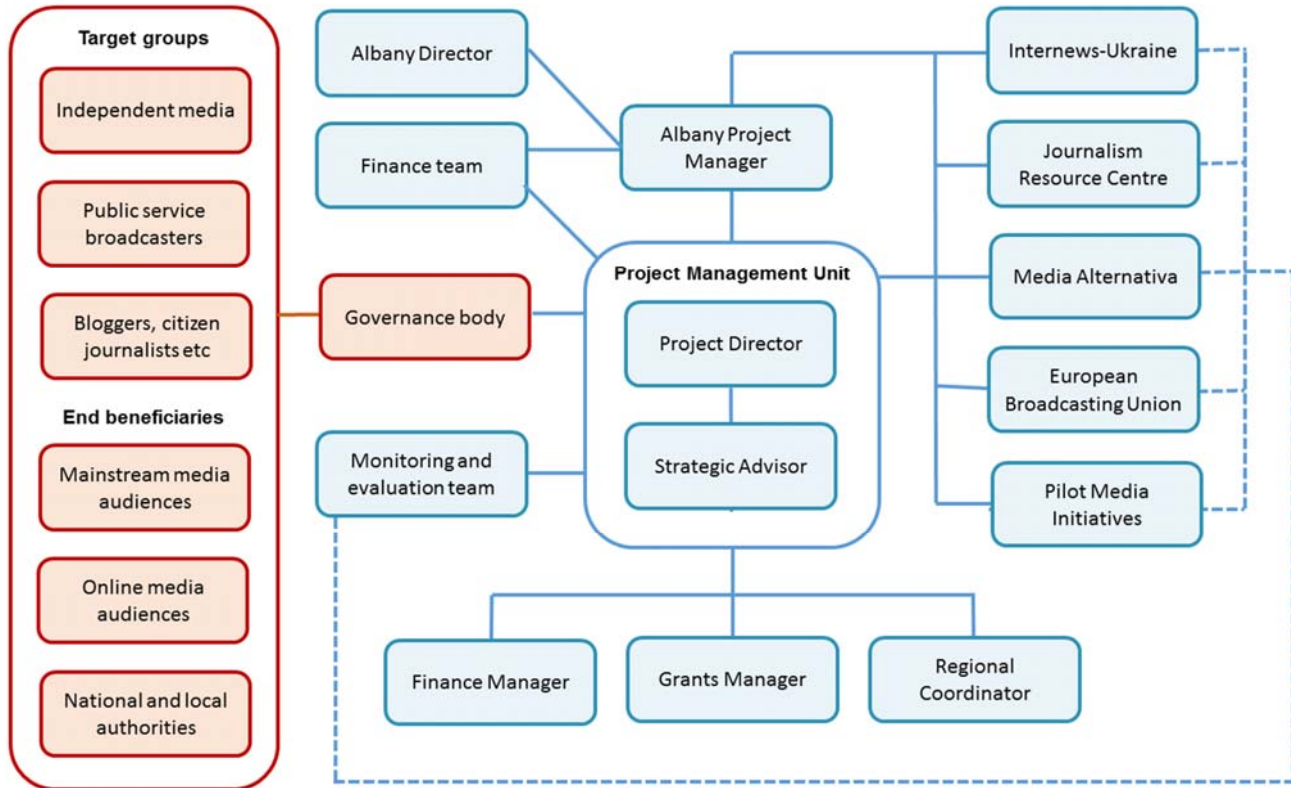 Target groups
Independent media
Public service
broadcasters
Bloggers, citizen
journalists etc
End beneficiaries
Mainstream media
audiences
Online media
audiences
National and local
authorities
Albany Director
Finance team
Governance body
Monitoring and
evaluation team
Albany Project
Manager
Project Management Unit
Project Director
Strategic Advisor
Finance Manager
Grants Manager
Regional
Coordinator
Internews-Ukraine
Journalism
Resource Centre
Media Alternativa
European
Broadcasting Union
Pilot Media
Initiatives